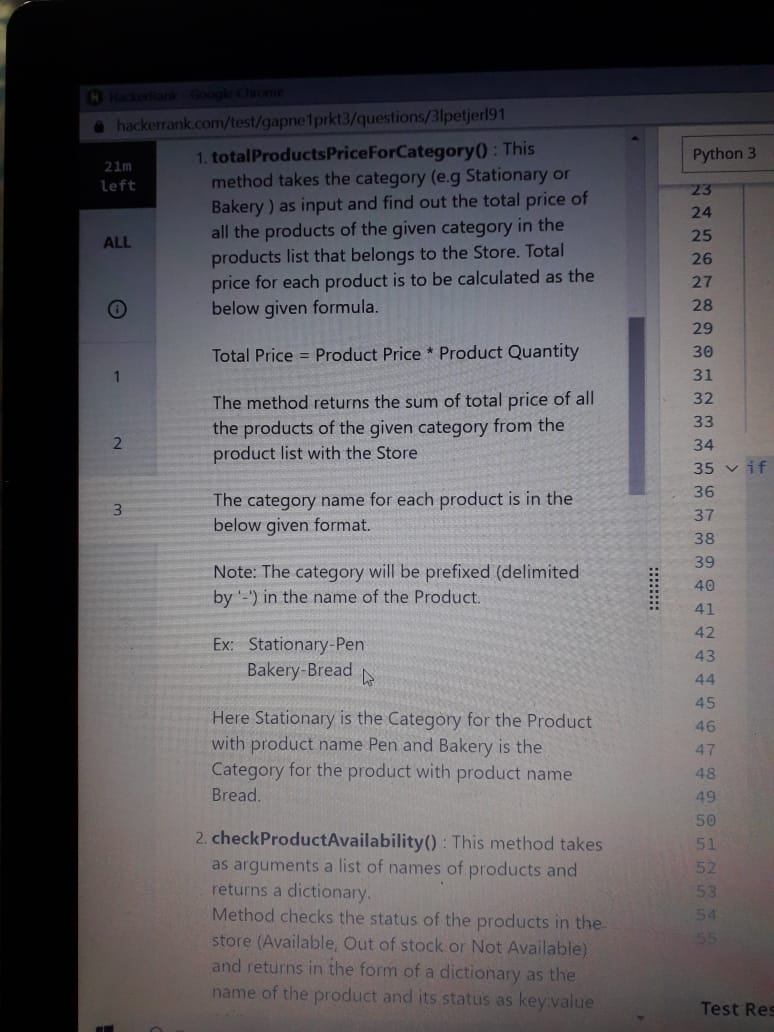 HackerRank - Google Chrome
hackerrank.com/test/gapne1prkt3/questions/3lpetjerl91
21m
left
ALL
1
2
3
1. totalProductsPriceForCategory() : This
method takes the category (e.g Stationary or
Bakery ) as input and find out the total price of
all the products of the given category in the
products list that belongs to the Store. Total
price for each product is to be calculated as the
below given formula.
Total Price = Product Price * Product Quantity
The method returns the sum of total price of all
the products of the given category from the
product list with the Store
The category name for each product is in the
below given format.
Note: The category will be prefixed (delimited
by '-') in the name of the Product.
Ex: Stationary-Pen
Bakery-Bread
Here Stationary is the Category for the Product
with product name Pen and Bakery is the
Category for the product with product name
Bread.
2. checkProductAvailability() : This method takes
as arguments a list of names of products and
returns a dictionary.
Method checks the status of the products in the
store (Available, Out of stock or Not Available)
and returns in the form of a dictionary as the
name of the product and its status as key:value
Python 3
23
24
25
26
27
28
29
30
31
32
33
34
35 if
36
37
38
39
40
41
42
43
44
45
46
47
48
49
50
51
52
53
54
55
Test Res